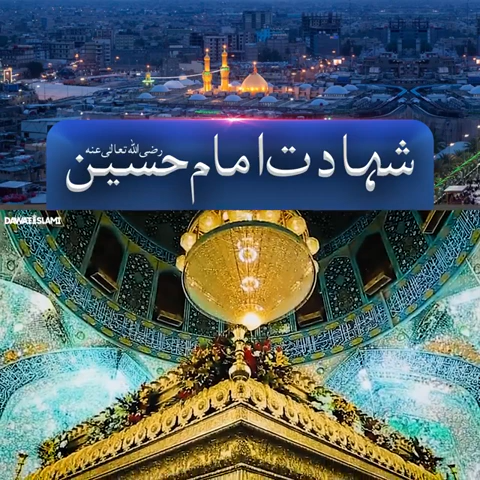 شہادت امام حسین رضی اللہ تعالیٰ عنہ
DAWATEISLAMI